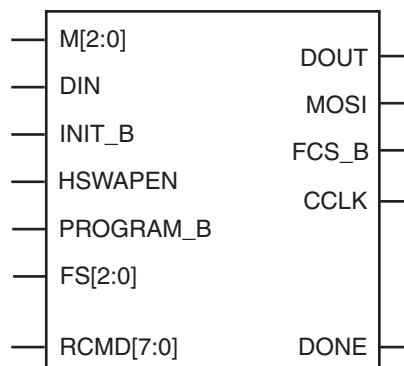 M[2:0]
DIN
INIT_B
HSWAPEN
PROGRAM_B
FS[2:0]
RCMD[7:0]
DOUT
MOSI
FCS_B
CCLK
DONE